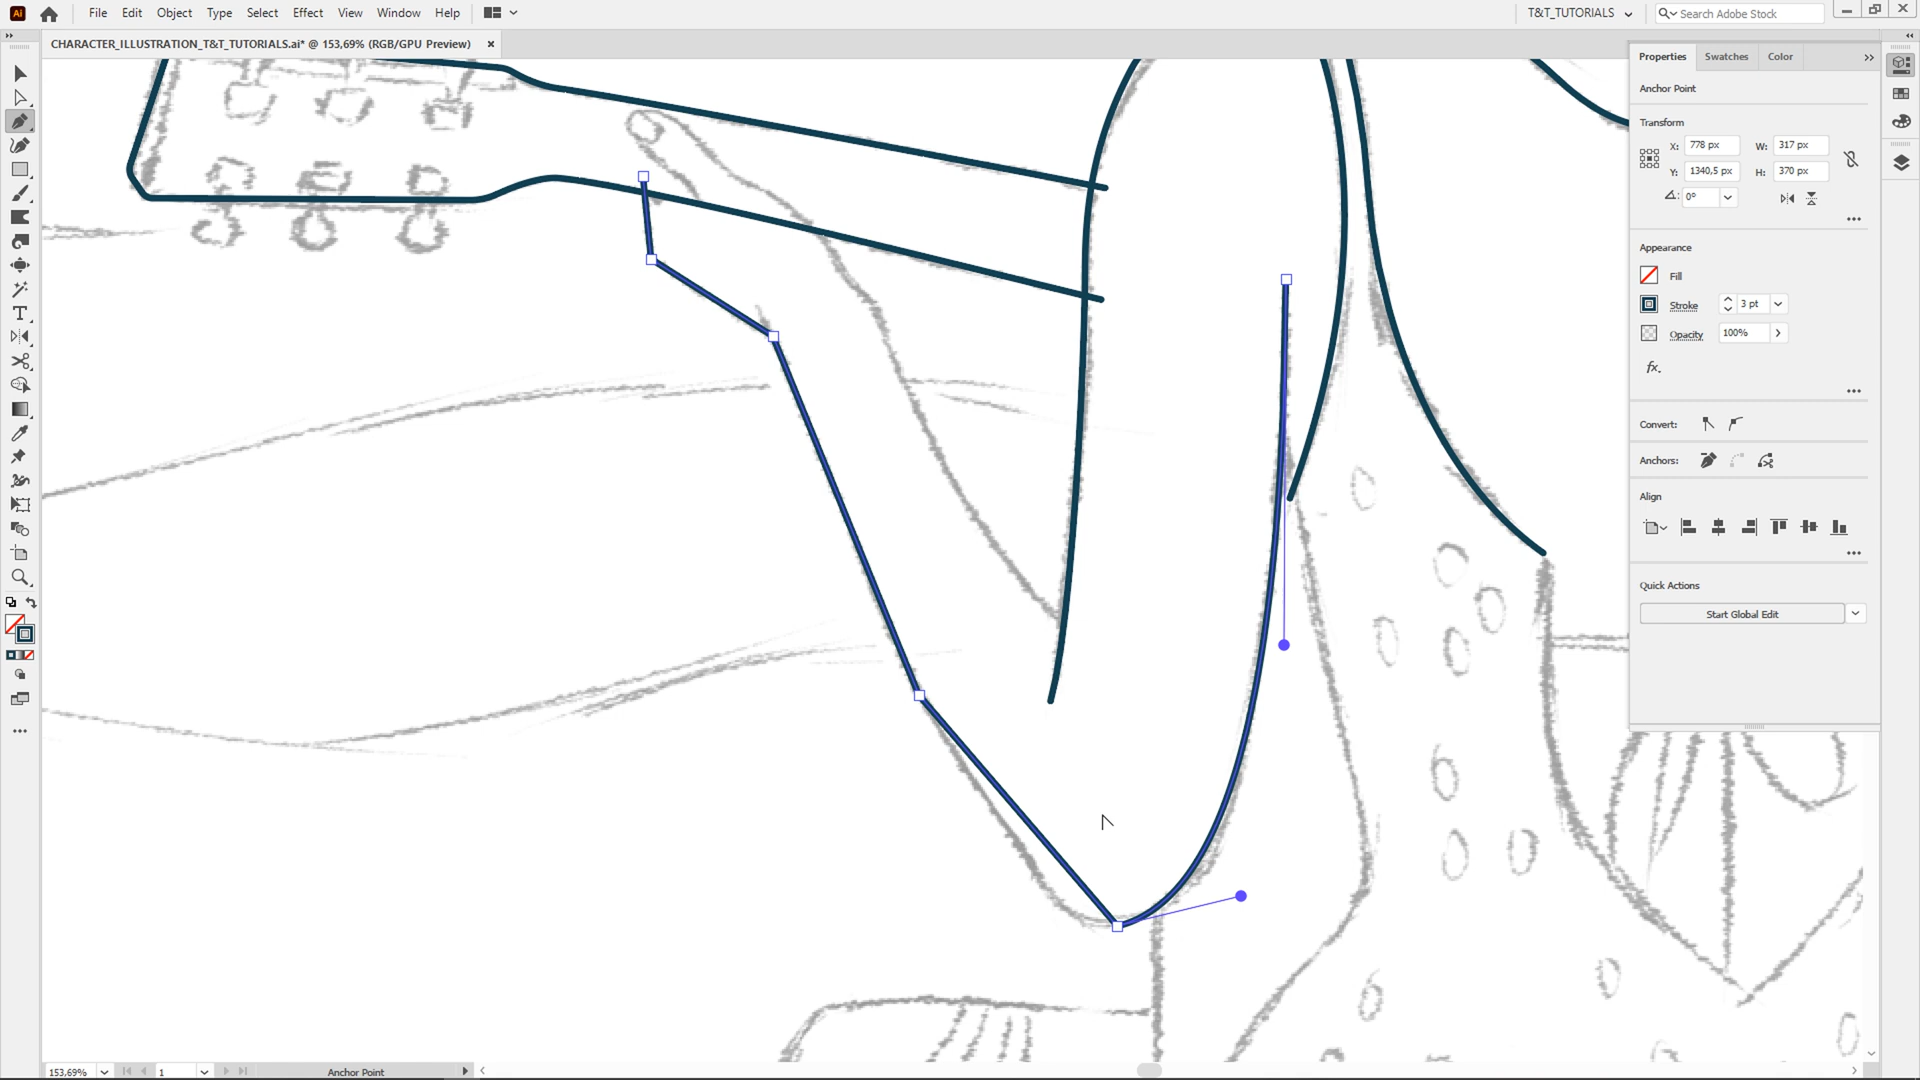 Ai File Edit Object Type Select Effect View Window Help T&T_TUTORIALS Search Adobe Stock
CHARACTER_ILLUSTRATION_T&T_TUTORIALS.ai* @ 153,69% (RGB/GPU Preview) ×
Properties Swatches Color
Anchor Point
Transform
X: 778 px W: 317 px
Y: 1340,5 px H: 370 px
0°
Appearance
Fill
Stroke 3 pt
Opacity 100%
fx.
Convert:
Anchors:
Align
Quick Actions
Start Global Edit
153,69% 1 Anchor Point